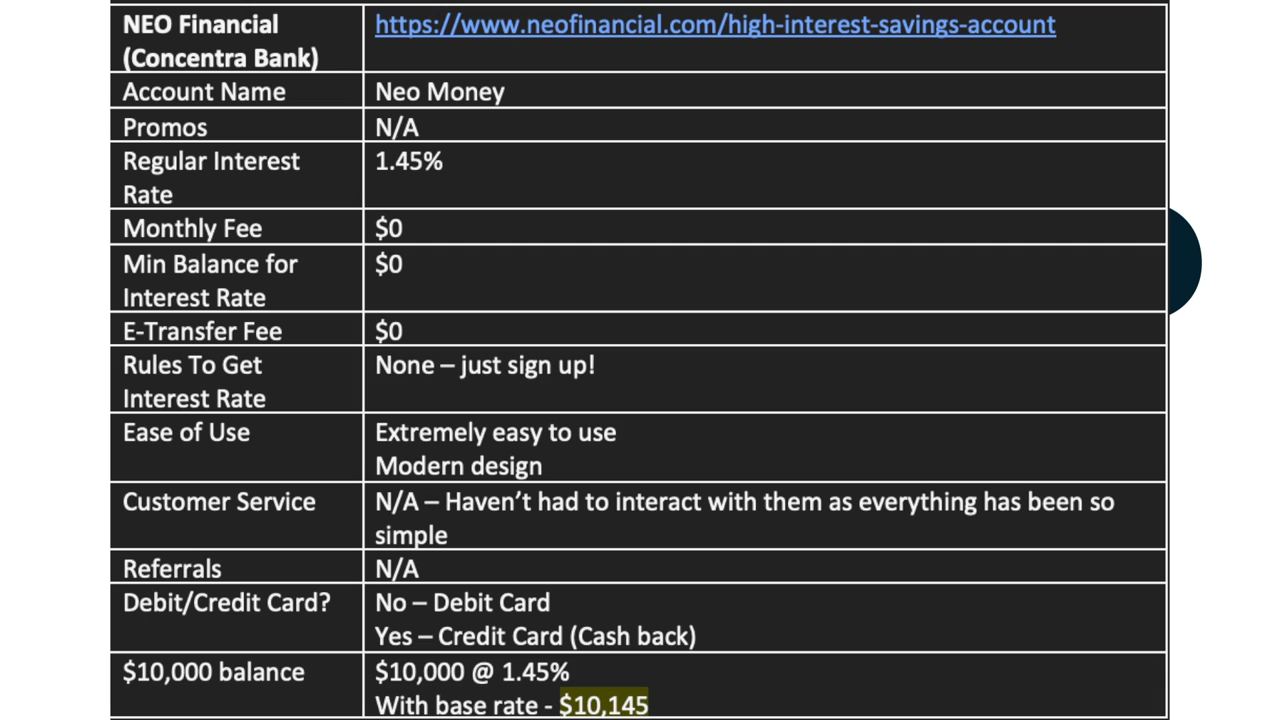 NEO Financial
(Concentra Bank)
https://www.neofinancial.com/high-interest-savings-account
Account Name
Neo Money
Promos
N/A
Regular Interest
Rate
1.45%
Monthly Fee
$0
Min Balance for
Interest Rate
$0
E-Transfer Fee
$0
Rules To Get
Interest Rate
None – just sign up!
Ease of Use
Extremely easy to use
Modern design
Customer Service
N/A – Haven’t had to interact with them as everything has been so
simple
Referrals
N/A
Debit/Credit Card?
No – Debit Card
Yes – Credit Card (Cash back)
$10,000 balance
$10,000 @ 1.45%
With base rate - $10,145